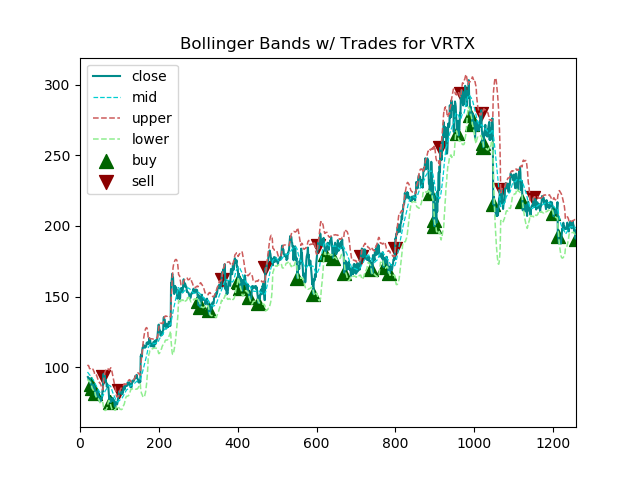 Bollinger Bands w/ Trades for VRTX
close
mid
upper
lower
buy
sell
300
250
200
150
100
0 200 400 600 800 1000 1200